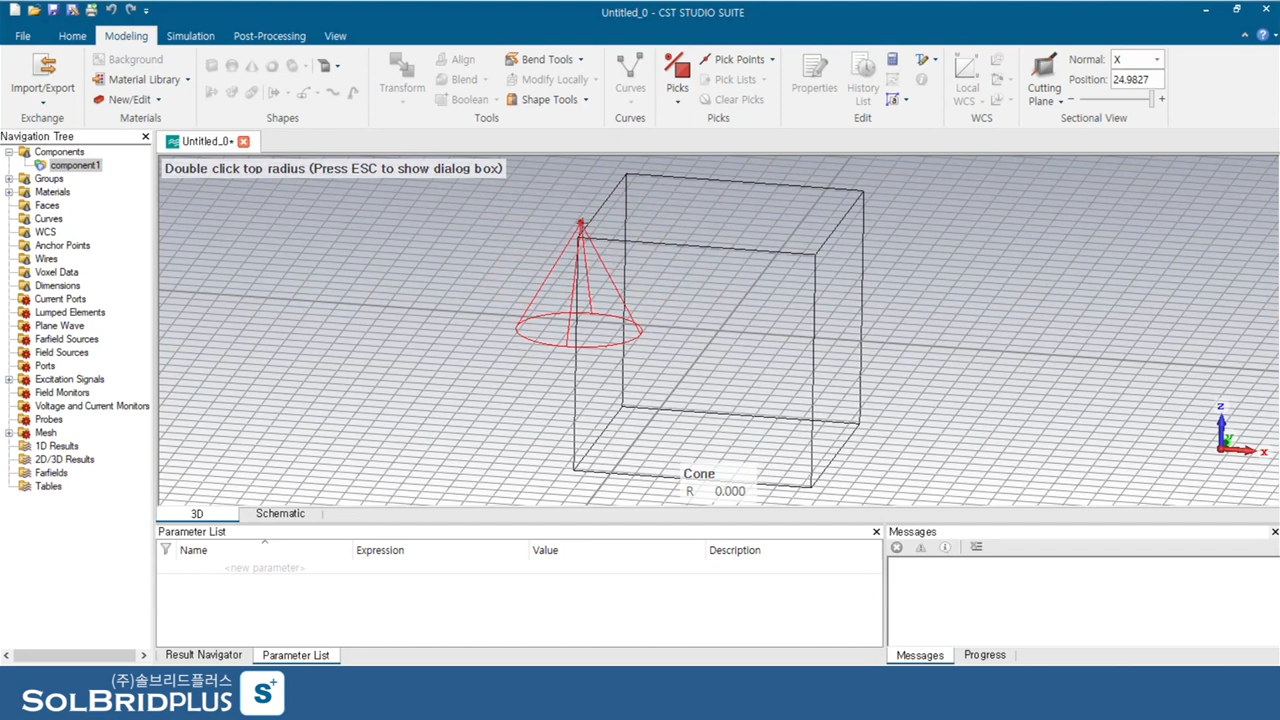 Untitled_0 - CST STUDIO SUITE
File Home Modeling Simulation Post-Processing View
Import/Export
Exchange
Background
Material Library
New/Edit
Materials
Shapes
Transform
Align
Blend
Boolean
Bend Tools
Modify Locally
Shape Tools
Tools
Curves
Curves
Picks
Pick Points
Pick Lists
Clear Picks
Picks
Properties
History
List
Edit
Local
WCS
WCS
Cutting
Plane
Normal: X
Position: 24.9827
Sectional View
Navigation Tree
Components
component1
Groups
Materials
Faces
Curves
WCS
Anchor Points
Wires
Voxel Data
Dimensions
Current Ports
Lumped Elements
Plane Wave
Farfield Sources
Field Sources
Ports
Excitation Signals
Field Monitors
Voltage and Current Monitors
Probes
Mesh
1D Results
2D/3D Results
Farfields
Tables
Untitled_0*
Double click top radius (Press ESC to show dialog box)
z
y
x
Cone
R 0.000
3D Schematic
Parameter List
Name Expression Value Description
<new parameter>
Result Navigator Parameter List
Messages
Messages Progress
(주)솔브리드플러스
SOLBRIDPLUS
S+